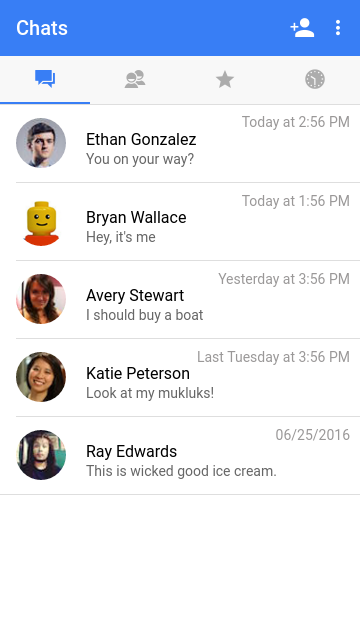 Chats
Today at 2:56 PM
Ethan Gonzalez
You on your way?
Today at 1:56 PM
Bryan Wallace
Hey, it's me
Yesterday at 3:56 PM
Avery Stewart
I should buy a boat
Last Tuesday at 3:56 PM
Katie Peterson
Look at my mukluks!
06/25/2016
Ray Edwards
This is wicked good ice cream.